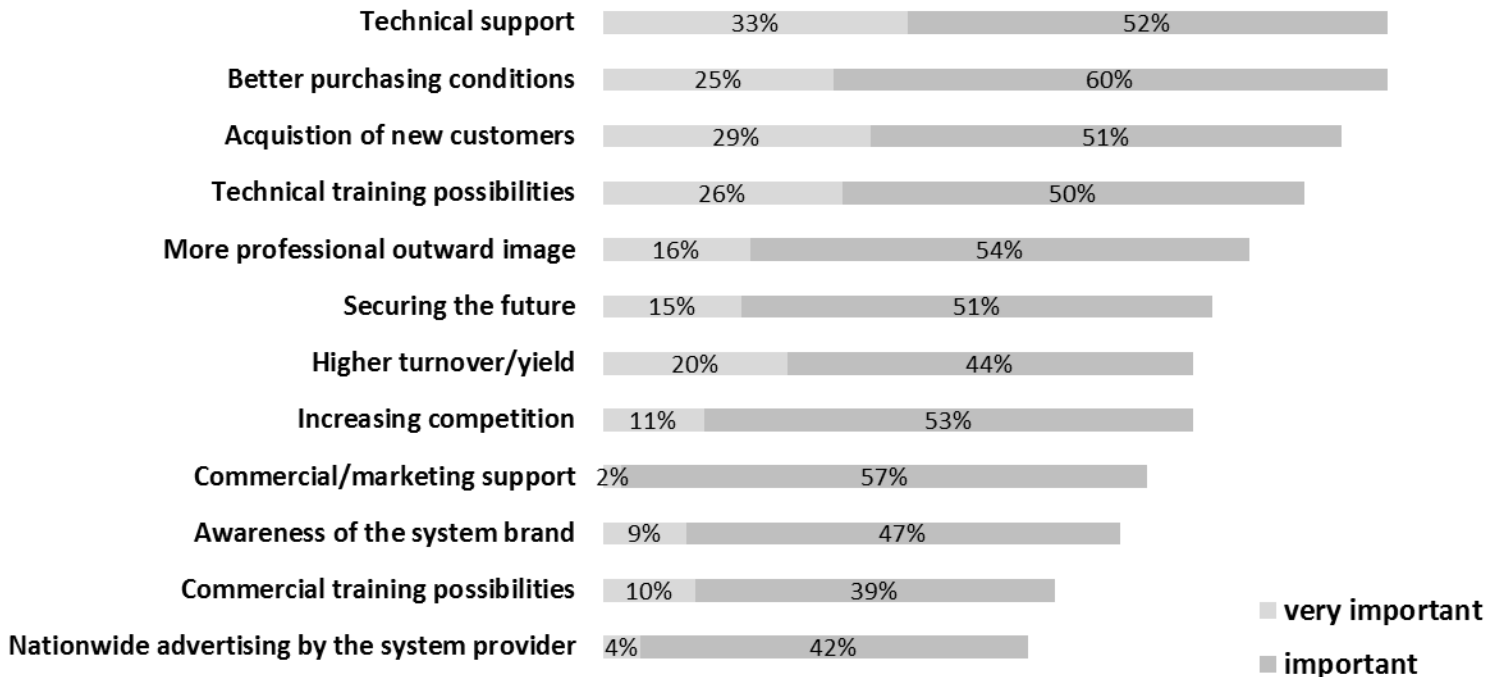 Technical support 33% 52%
Better purchasing conditions 25% 60%
Acquistion of new customers 29% 51%
Technical training possibilities 26% 50%
More professional outward image 16% 54%
Securing the future 15% 51%
Higher turnover/yield 20% 44%
Increasing competition 11% 53%
Commercial/marketing support 2% 57%
Awareness of the system brand 9% 47%
Commercial training possibilities 10% 39%
Nationwide advertising by the system provider 4% 42%
very important
important